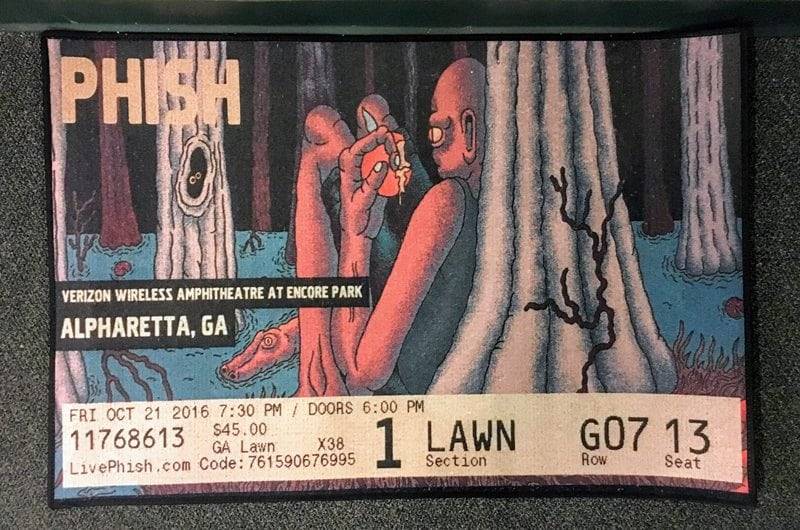 PHISH
VERIZON WIRELESS AMPHITHEATRE AT ENCORE PARK
ALPHARETTA, GA
FRI OCT 21 2016 7:30 PM / DOORS 6:00 PM
11768613 $45.00
GA Lawn X38
LivePhish.com Code:761590676995
1 LAWN G07 13
Section Row Seat